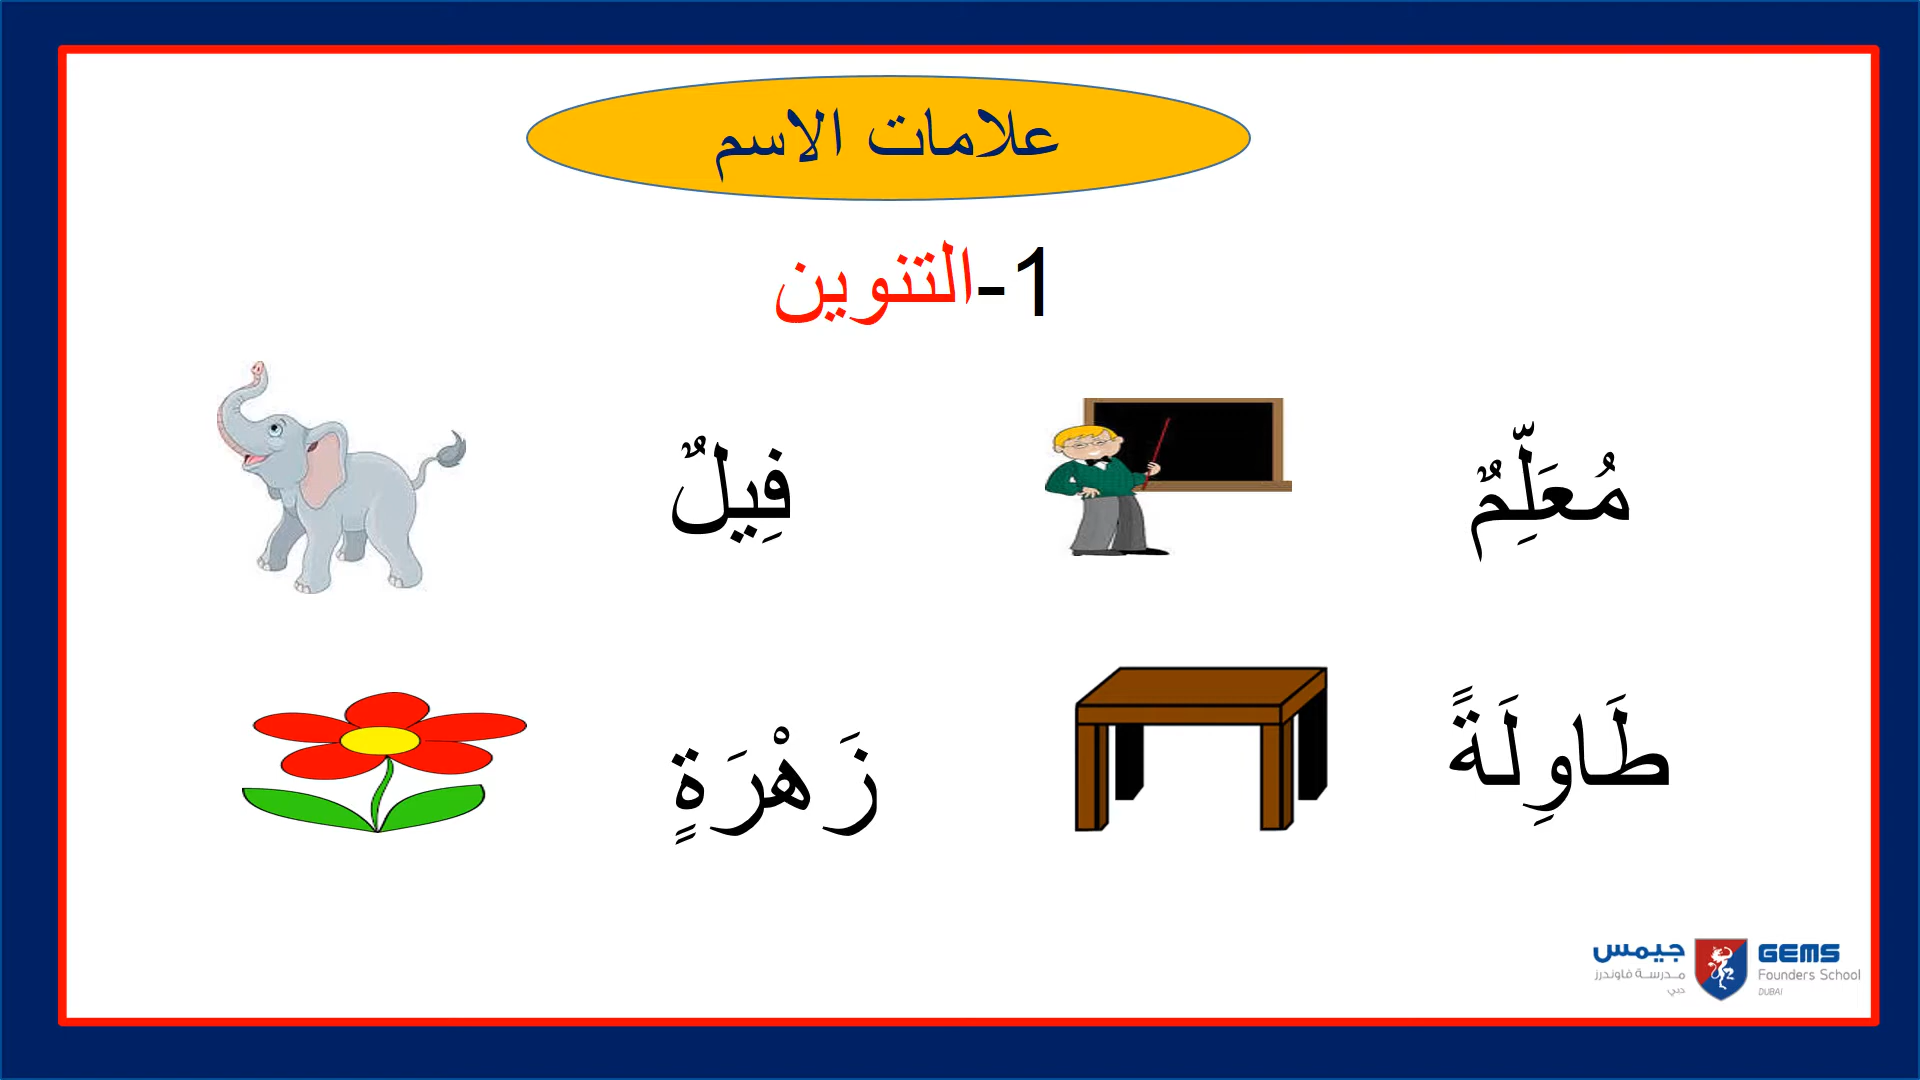 علامات الاسم
1-التنوين
مُعَلِّمٌ
فِيلٌ
طَاوِلَةً
زَهْرَةٍ
جيمس
مدرسة فاوندرز
دبي
GEMS
Founders School
DUBAI